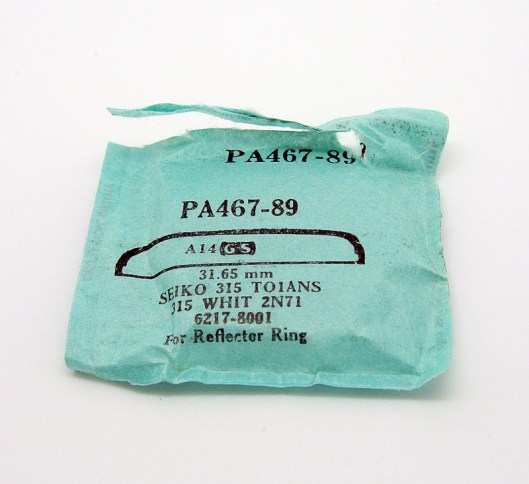 PA467-89
PA467-89
A14 GS
31.65 mm
SEIKO 315 TO1ANS
315 WHIT 2N71
6217-8001
For Reflector Ring